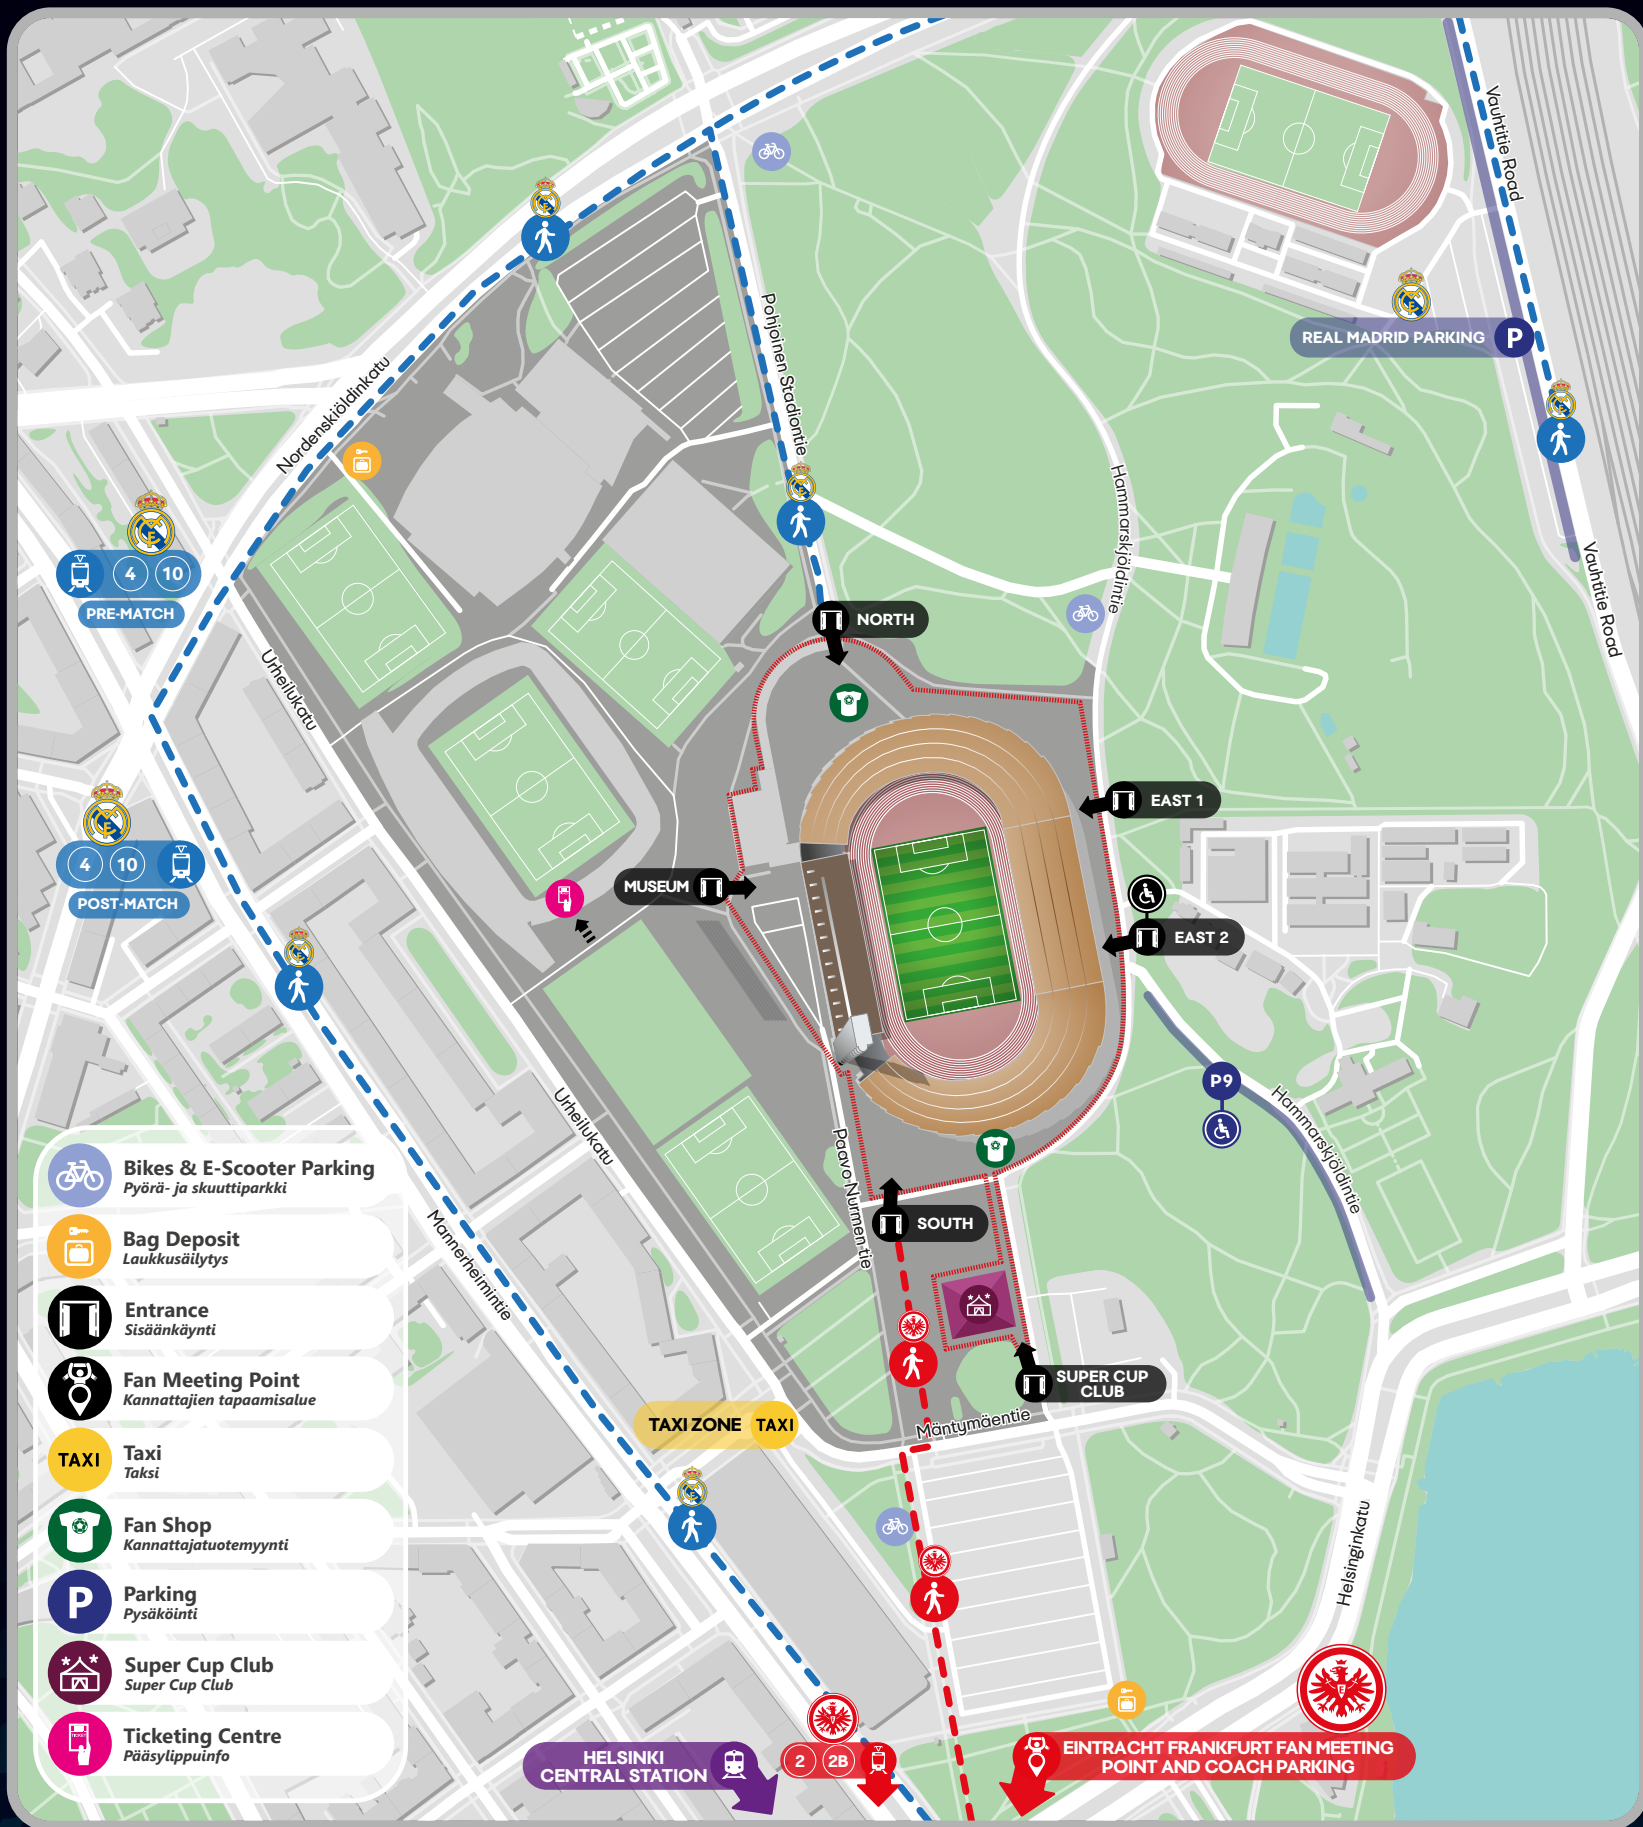 Vauhtitie Road
Pohjoinen Stadiontie
REAL MADRID PARKING P
Nordenskiöldinkatu
Hammarskjöldintie
4 10
PRE-MATCH
Vauhtitie Road
NORTH
Urheilukatu
EAST 1
4 10
POST-MATCH
MUSEUM
EAST 2
P9
Hammarskjöldintie
Urheilukatu
Paavo Nurmen tie
SOUTH
Mannerheimintie
SUPER CUP
CLUB
TAXI ZONE TAXI
Mäntymäentie
Helsinginkatu
Bikes & E-Scooter Parking
Pyörä- ja skuuttiparkki
Bag Deposit
Laukkusäilytys
Entrance
Sisäänkäynti
Fan Meeting Point
Kannattajien tapaamisalue
TAXI
Taxi
Taksi
Fan Shop
Kannattajatuotemyynti
P
Parking
Pysäköinti
Super Cup Club
Super Cup Club
TICKET
Ticketing Centre
Pääsylippuinfo
HELSINKI
CENTRAL STATION
2 2B
EINTRACHT FRANKFURT FAN MEETING
POINT AND COACH PARKING